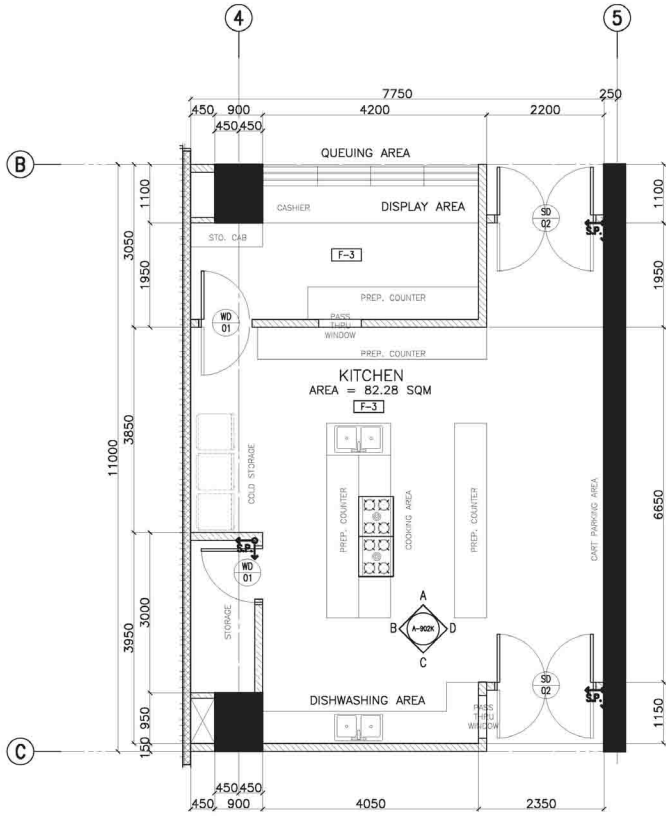 4
5
7750
250
450
900
4200
2200
450
450
B
QUEUING AREA
1100
1100
CASHIER
DISPLAY AREA
SD
02
S.P.
STO. CAB
3050
F-3
1950
1950
PREP. COUNTER
WD
01
PASS
THRU
WINDOW
PREP. COUNTER
KITCHEN
AREA = 82.28 SQM
F-3
11000
3850
COLD STORAGE
PREP. COUNTER
COOKING AREA
PREP. COUNTER
CART PARKING AREA
6650
S.P.
WD
01
3950
3000
STORAGE
A
B
A-902K
D
C
SD
02
S.P.
DISHWASHING AREA
PASS
THRU
WINDOW
950
1150
150
C
450
450
450
900
4050
2350